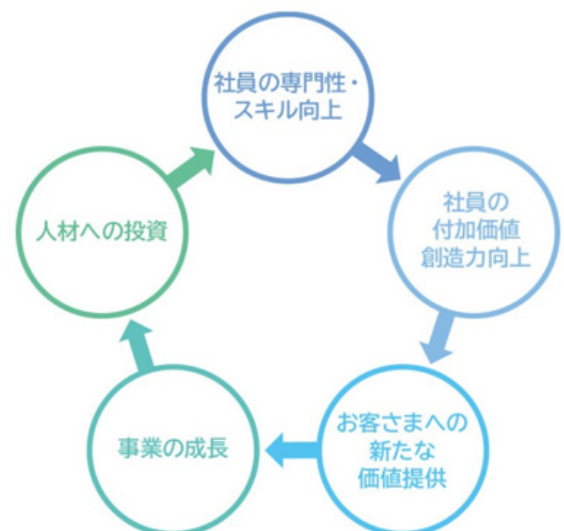 社員の専門性・
スキル向上
社員の
付加価値
創造力向上
お客さまへの
新たな
価値提供
事業の成長
人材への投資